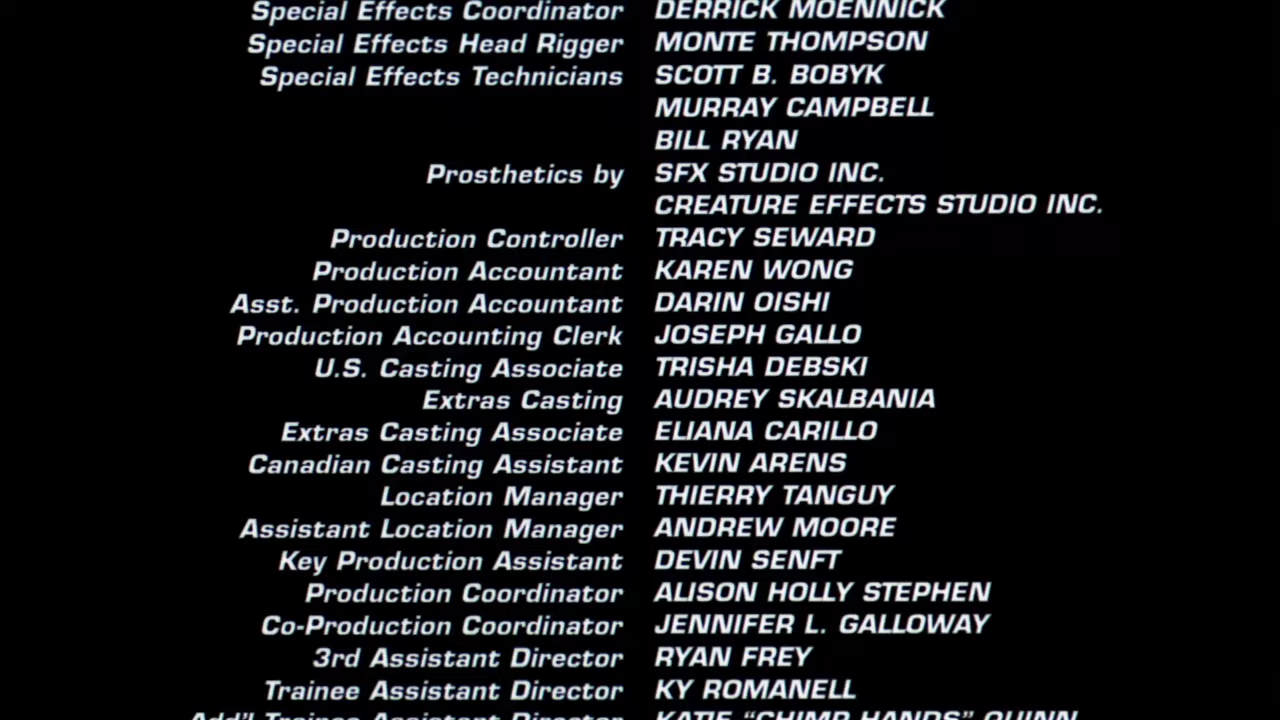 Special Effects Coordinator DERRICK MOENNICK
Special Effects Head Rigger MONTE THOMPSON
Special Effects Technicians SCOTT B. BOBYK
MURRAY CAMPBELL
BILL RYAN
Prosthetics by SFX STUDIO INC.
CREATURE EFFECTS STUDIO INC.
Production Controller TRACY SEWARD
Production Accountant KAREN WONG
Asst. Production Accountant DARIN OISHI
Production Accounting Clerk JOSEPH GALLO
U.S. Casting Associate TRISHA DEBSKI
Extras Casting AUDREY SKALBANIA
Extras Casting Associate ELIANA CARILLO
Canadian Casting Assistant KEVIN ARENS
Location Manager THIERRY TANGUY
Assistant Location Manager ANDREW MOORE
Key Production Assistant DEVIN SENFT
Production Coordinator ALISON HOLLY STEPHEN
Co-Production Coordinator JENNIFER L. GALLOWAY
3rd Assistant Director RYAN FREY
Trainee Assistant Director KY ROMANELL
Add'l Trainee Assistant Director KATIE "CHIMP HANDS" QUINN